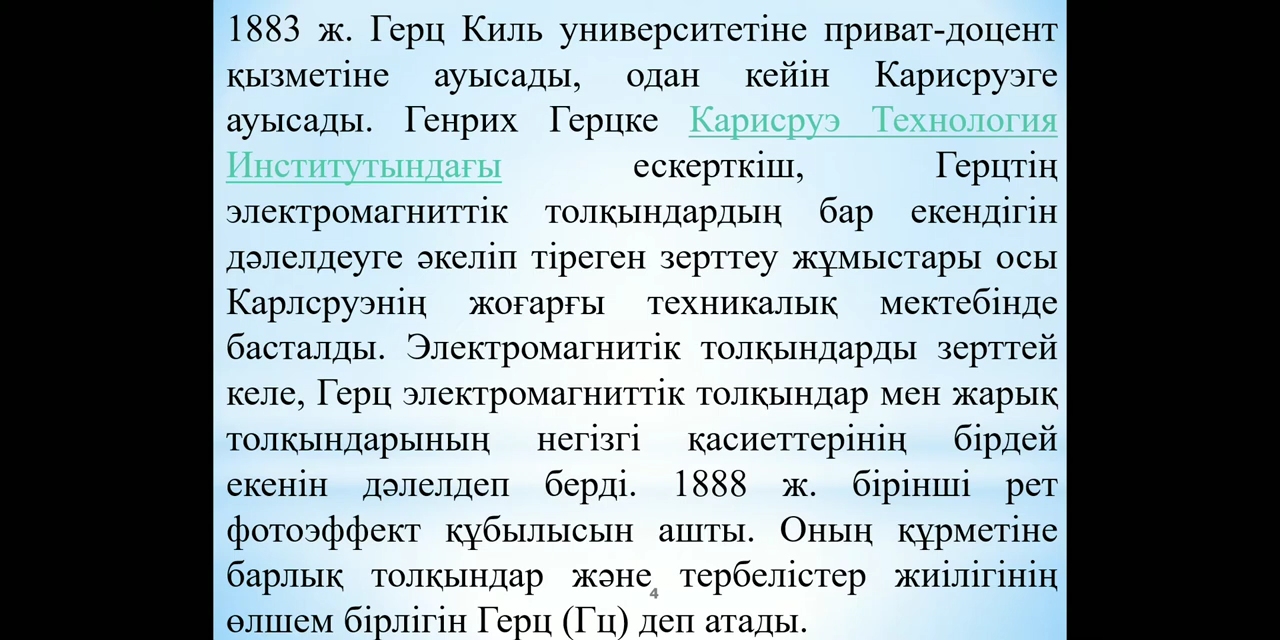 1883 ж. Герц Киль университетіне приват-доцент
қызметіне ауысады, одан кейін Карисруэге
ауысады. Генрих Герцке Карисруэ Технология
Институтындағы ескерткіш, Герцтің
электромагниттік толқындардың бар екендігін
дәлелдеуге әкеліп тіреген зерттеу жұмыстары осы
Карлсруэнің жоғарғы техникалық мектебінде
басталды. Электромагнитік толқындарды зерттей
келе, Герц электромагниттік толқындар мен жарық
толқындарының негізгі қасиеттерінің бірдей
екенін дәлелдеп берді. 1888 ж. бірінші рет
фотоэффект құбылысын ашты. Оның құрметіне
барлық толқындар және тербелістер жиілігінің
4
өлшем бірлігін Герц (Гц) деп атады.